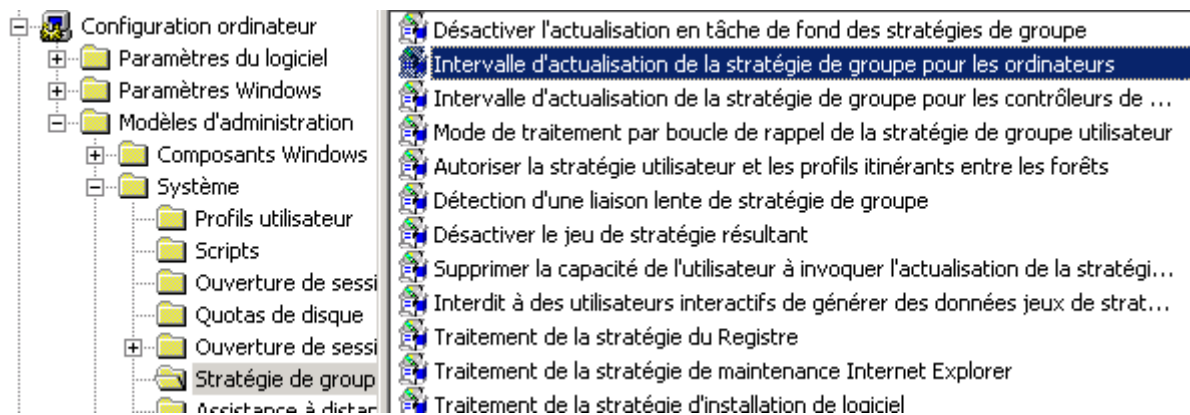 Configuration ordinateur
Paramètres du logiciel
Paramètres Windows
Modèles d'administration
Composants Windows
Système
Profils utilisateur
Scripts
Ouverture de sessi
Quotas de disque
Ouverture de sessi
Stratégie de group
Assistance à distan
Désactiver l'actualisation en tâche de fond des stratégies de groupe
Intervalle d'actualisation de la stratégie de groupe pour les ordinateurs
Intervalle d'actualisation de la stratégie de groupe pour les contrôleurs de ...
Mode de traitement par boucle de rappel de la stratégie de groupe utilisateur
Autoriser la stratégie utilisateur et les profils itinérants entre les forêts
Détection d'une liaison lente de stratégie de groupe
Désactiver le jeu de stratégie résultant
Supprimer la capacité de l'utilisateur à invoquer l'actualisation de la stratégi...
Interdit à des utilisateurs interactifs de générer des données jeux de strat...
Traitement de la stratégie du Registre
Traitement de la stratégie de maintenance Internet Explorer
Traitement de la stratégie d'installation de logiciel